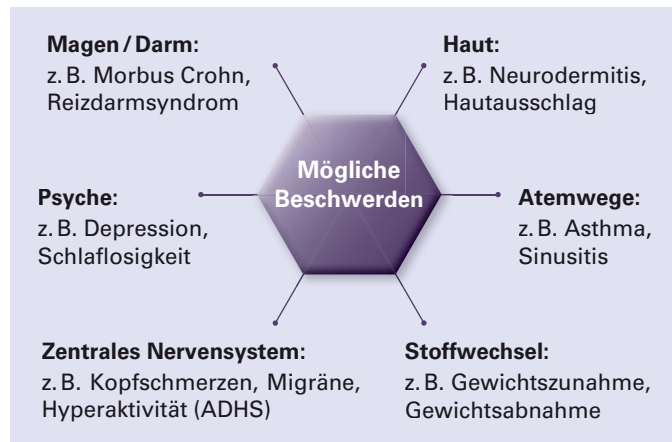 Magen / Darm:
z. B. Morbus Crohn,
Reizdarmsyndrom
Haut:
z. B. Neurodermitis,
Hautausschlag
Mögliche
Beschwerden
Psyche:
z. B. Depression,
Schlaflosigkeit
Atemwege:
z. B. Asthma,
Sinusitis
Zentrales Nervensystem:
z. B. Kopfschmerzen, Migräne,
Hyperaktivität (ADHS)
Stoffwechsel:
z. B. Gewichtszunahme,
Gewichtsabnahme